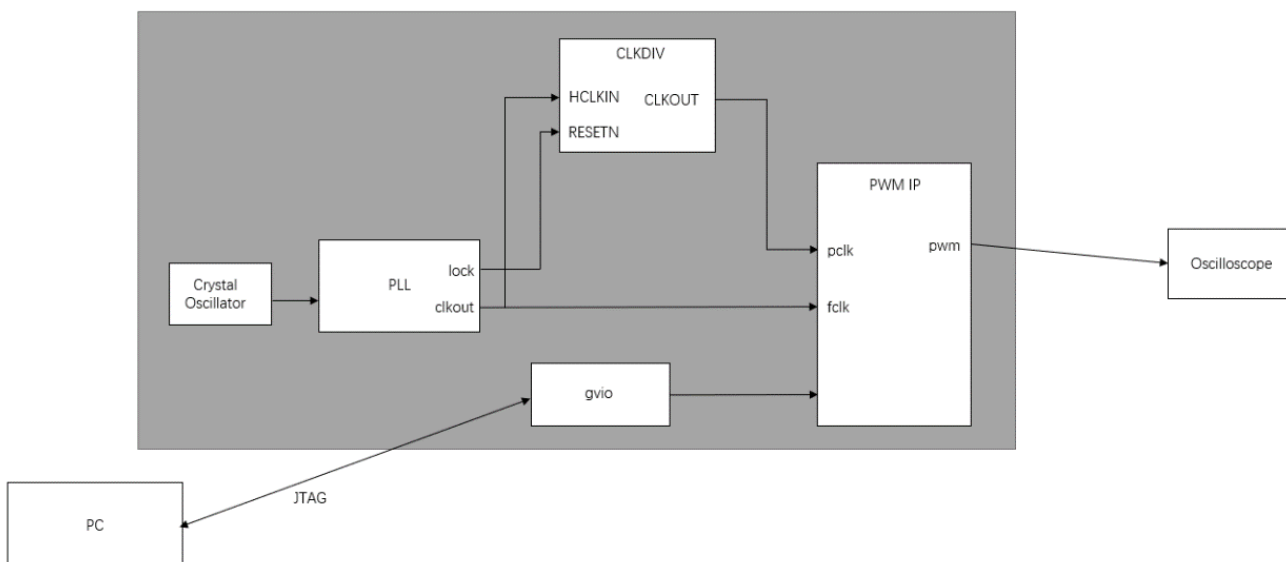 CLKDIV
HCLKIN
CLKOUT
RESETN
PWM IP
pclk
pwm
fclk
Oscilloscope
Crystal
Oscillator
PLL
lock
clkout
gvio
JTAG
PC